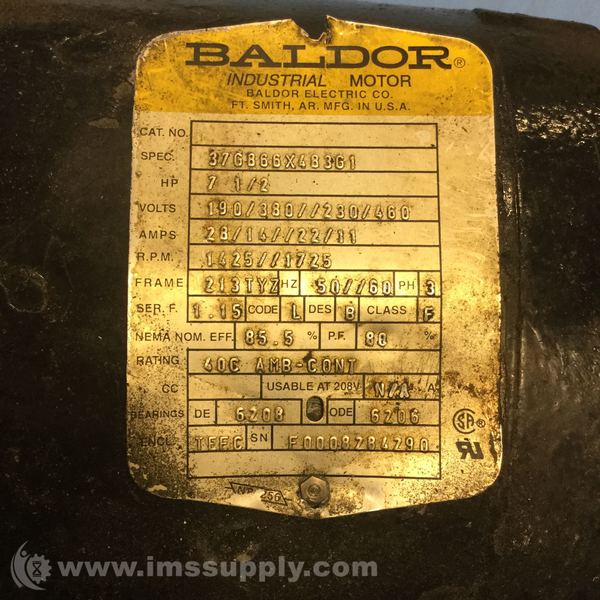 BALDOR®
INDUSTRIAL MOTOR
BALDOR ELECTRIC CO.
FT. SMITH, AR. MFG. IN U.S.A.
CAT. NO.
SPEC. 37G866X483G1
HP 7 1/2
VOLTS 190/380//230/460
AMPS 28/14//22/11
R.P.M. 1425//1725
FRAME 213TYZ HZ 50//60 PH 3
SER. F. 1.15 CODE L DES B CLASS F
NEMA NOM. EFF. 85.5 % P.F. 80 %
RATING 40C AMB-CONT
CC USABLE AT 208V N/A A
BEARINGS DE 6208 ODE 6206
ENCL. TEFC SN F0008284290
NP 256
www.imssupply.com